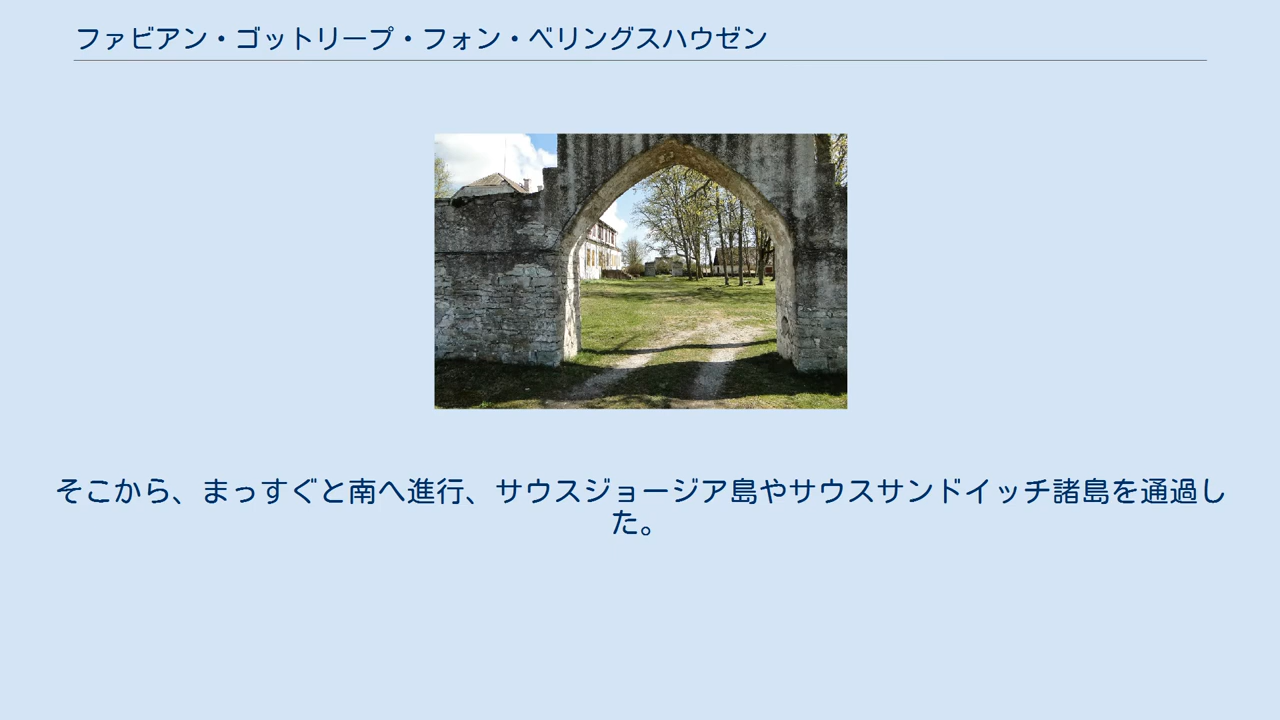 ファビアン・ゴットリープ・フォン・ベリングスハウゼン
そこから、まっすぐと南へ進行、サウスジョージア島やサウスサンドイッチ諸島を通過し
た。